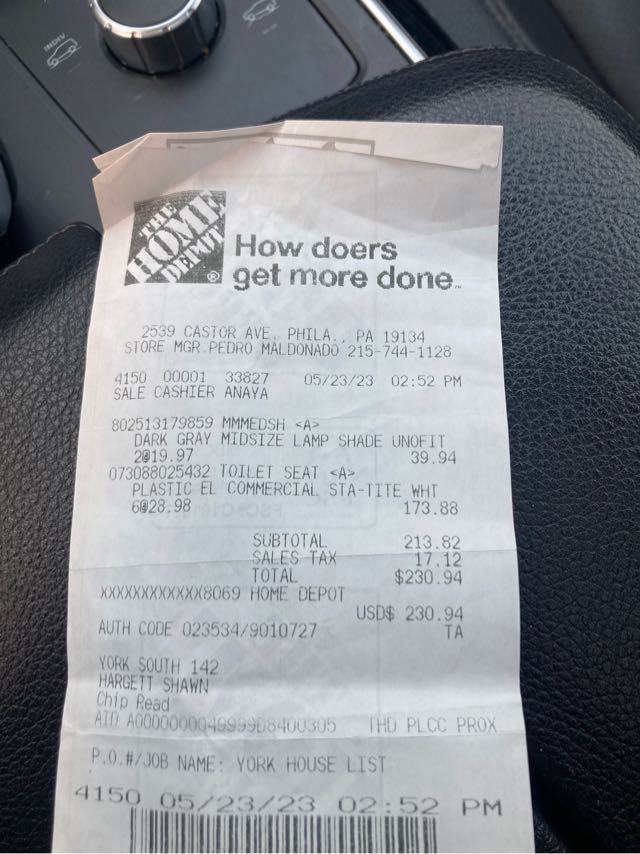 INDIV
THE
HOME
DEPOT
®
How doers
get more done™
2539 CASTOR AVE. PHILA., PA 19134
STORE MGR PEDRO MALDONADO 215-744-1128
4150 00001 33827 05/23/23 02:52 PM
SALE CASHIER ANAYA
802513179859 MMMEDSH <A>
DARK GRAY MIDSIZE LAMP SHADE UNOFIT
2@19.97 39.94
073088025432 TOILET SEAT <A>
PLASTIC EL COMMERCIAL STA-TITE WHT
6@28.98 173.88
SUBTOTAL 213.82
SALES TAX 17.12
TOTAL $230.94
XXXXXXXXXXXX8069 HOME DEPOT
USD$ 230.94
AUTH CODE 023534/9010727 TA
YORK SOUTH 142
HARGETT SHAWN
Chip Read
AID A0000000049999D8400305 THD PLCC PROX
P.O.#/JOB NAME: YORK HOUSE LIST
4150 05/23/23 02:52 PM